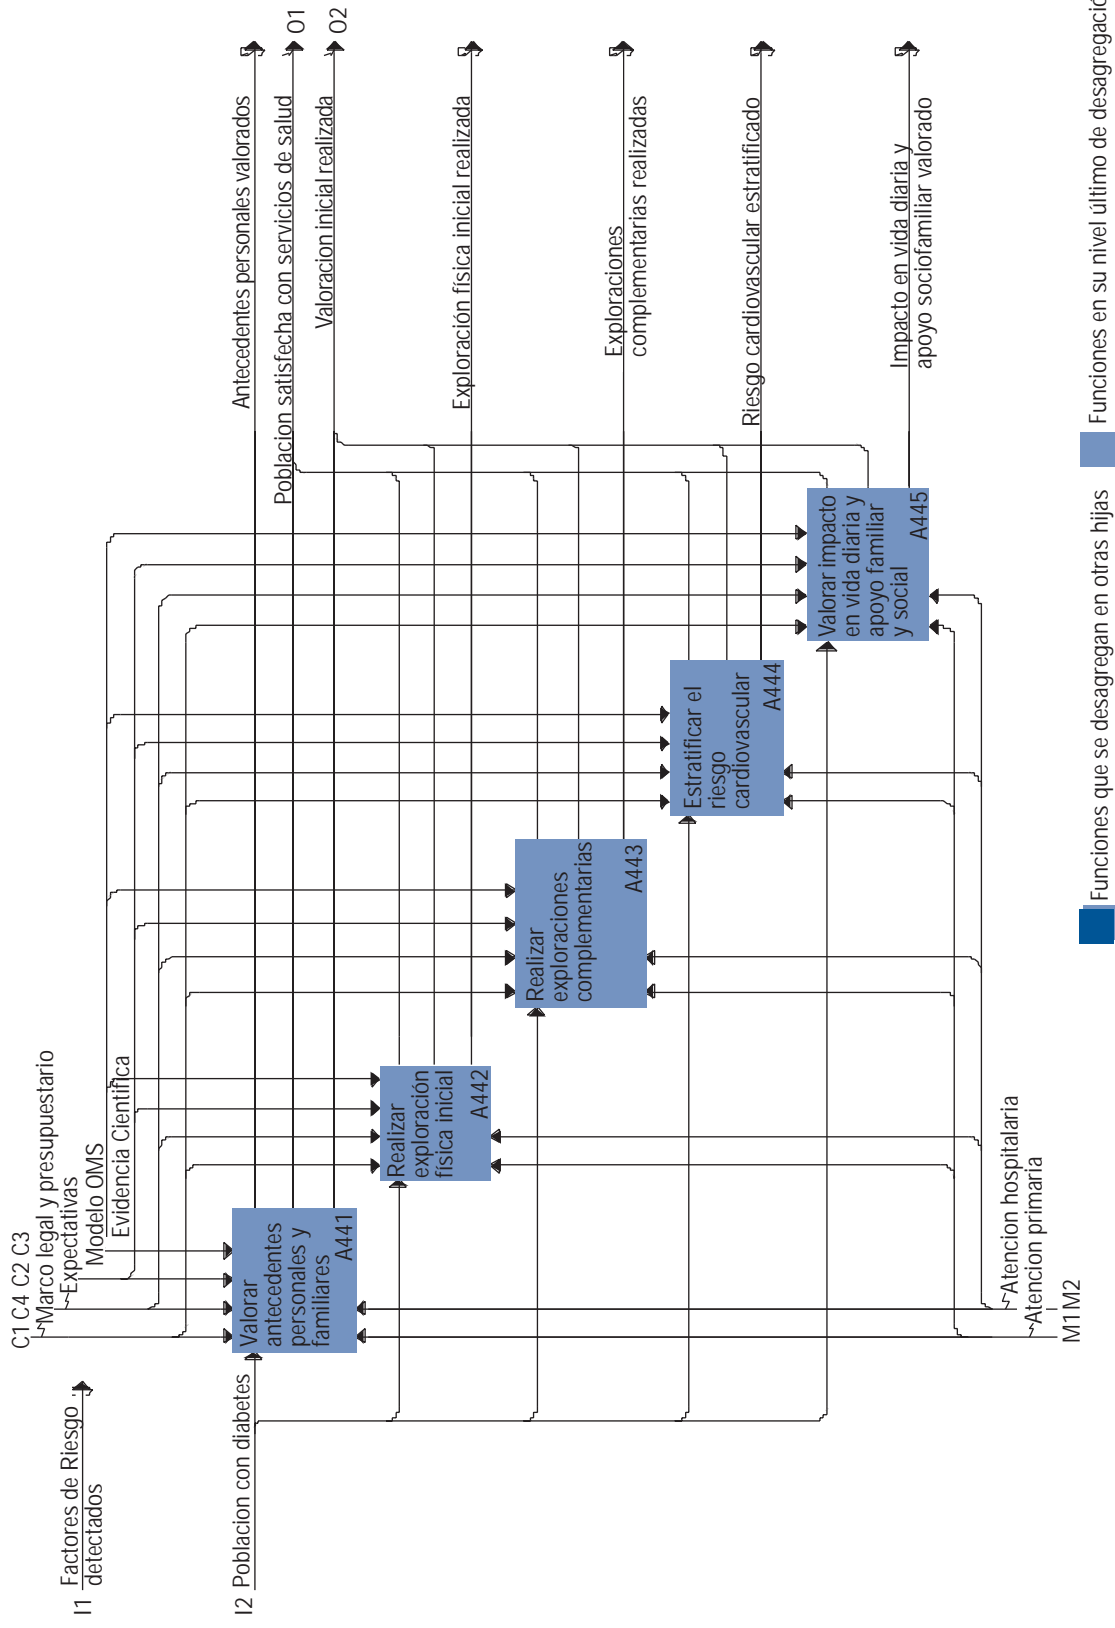 C1 C4 C2 C3
Marco legal y presupuestario
Expectativas
Modelo OMS
Evidencia Cientifica
I1
Factores de Riesgo
detectados
I2 Poblacion con diabetes
Valorar
antecedentes
personales y
familiares
A441
Realizar
exploración
física inicial
A442
Realizar
exploraciones
complementarias
A443
Estratificar el
riesgo
cardiovascular
A444
Valorar impacto
en vida diaria y
apoyo familiar
y social
A445
Antecedentes personales valorados
Poblacion satisfecha con servicios de salud
O1
Valoracion inicial realizada
O2
Exploración física inicial realizada
Exploraciones
complementarias realizadas
Riesgo cardiovascular estratificado
Impacto en vida diaria y
apoyo sociofamiliar valorado
Atencion hospitalaria
Atencion primaria
M1 M2
Funciones que se desagregan en otras hijas
Funciones en su nivel último de desagregació